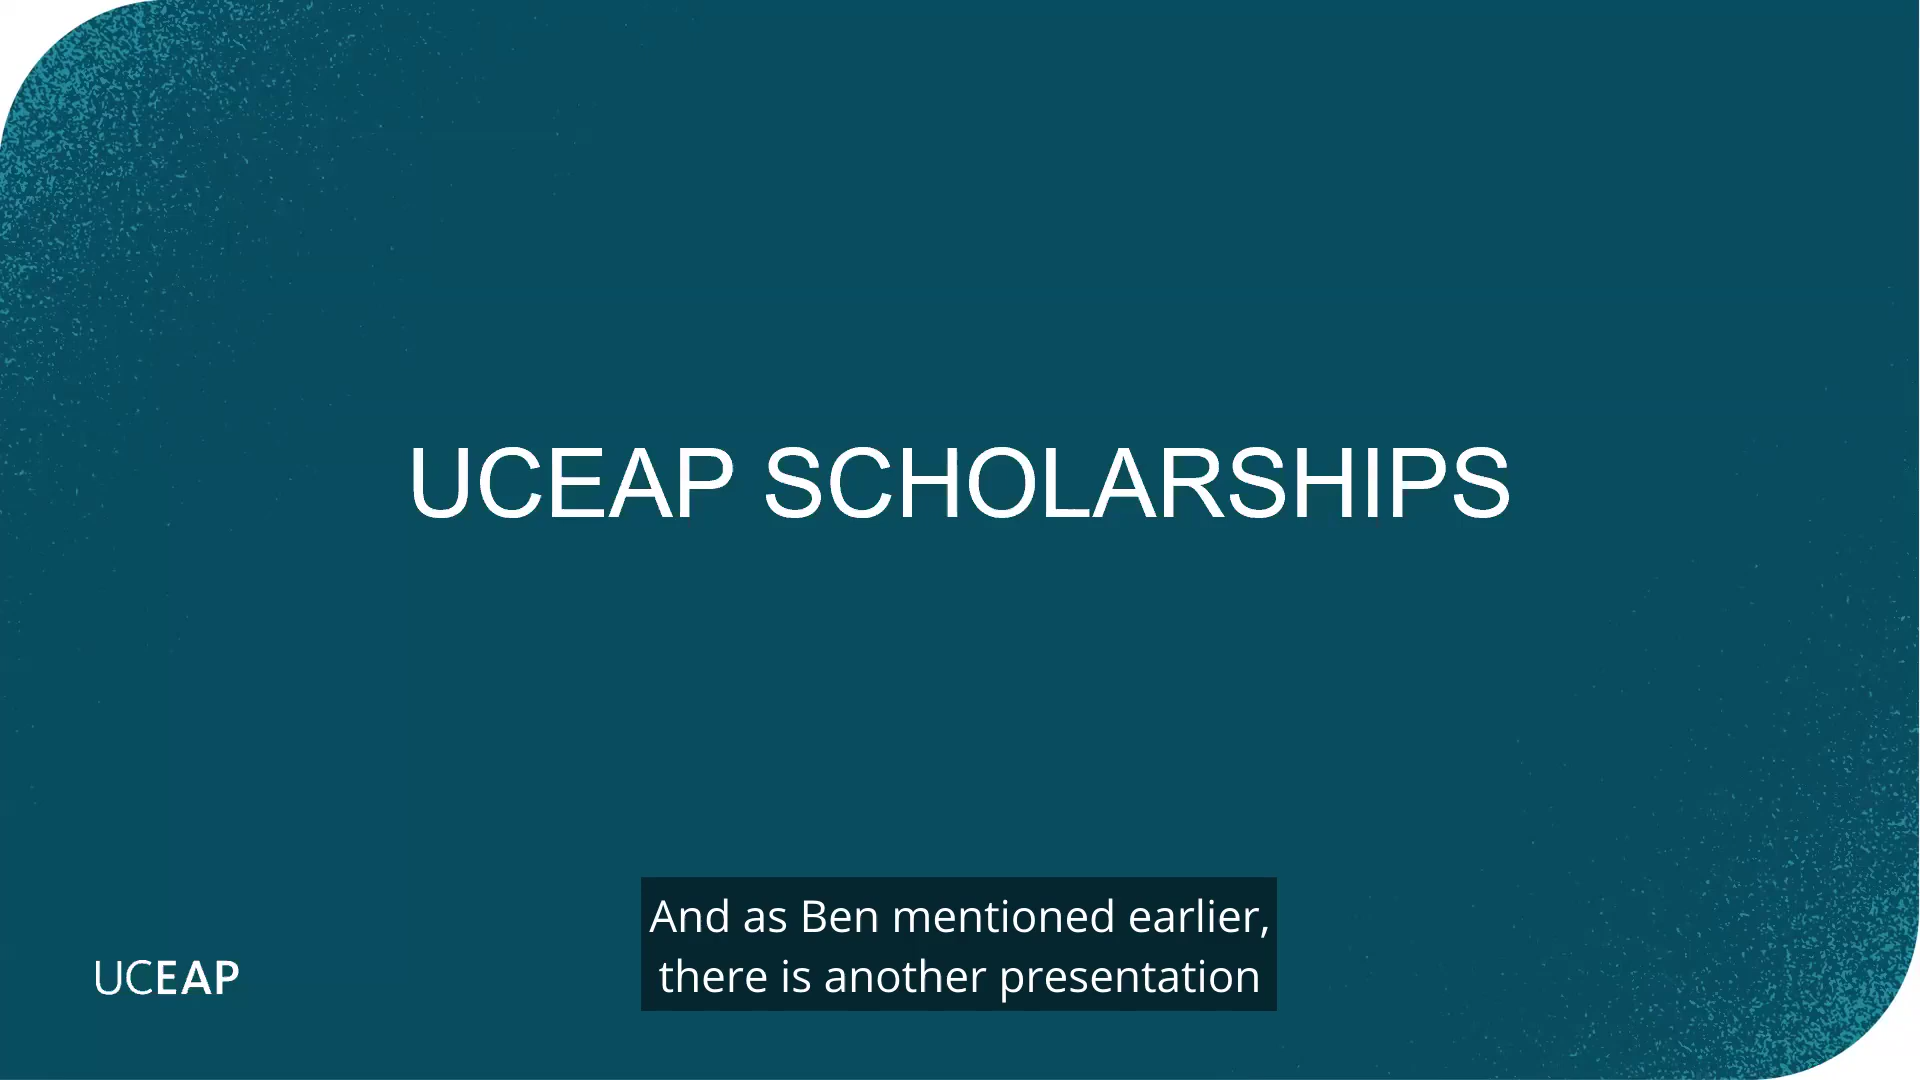 UCEAP SCHOLARSHIPS
And as Ben mentioned earlier,
there is another presentation
UCEAP